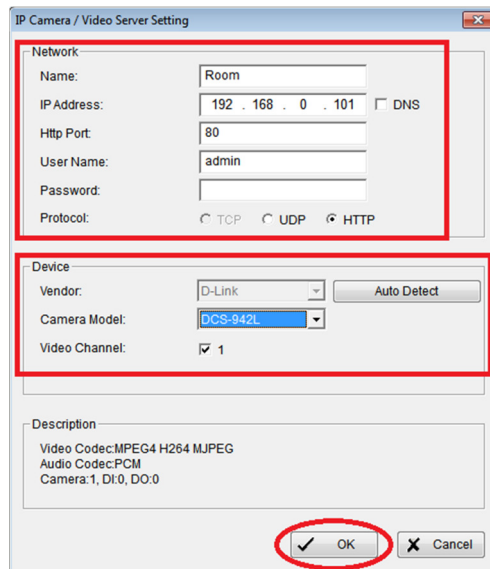 IP Camera / Video Server Setting
Network
Name: Room
IP Address: 192 . 168 . 0 . 101 DNS
Http Port: 80
User Name: admin
Password:
Protocol: TCP UDP HTTP
Device
Vendor: D-Link Auto Detect
Camera Model: DCS-942L
Video Channel: 1
Description
Video Codec:MPEG4 H264 MJPEG
Audio Codec:PCM
Camera:1, DI:0, DO:0
OK Cancel